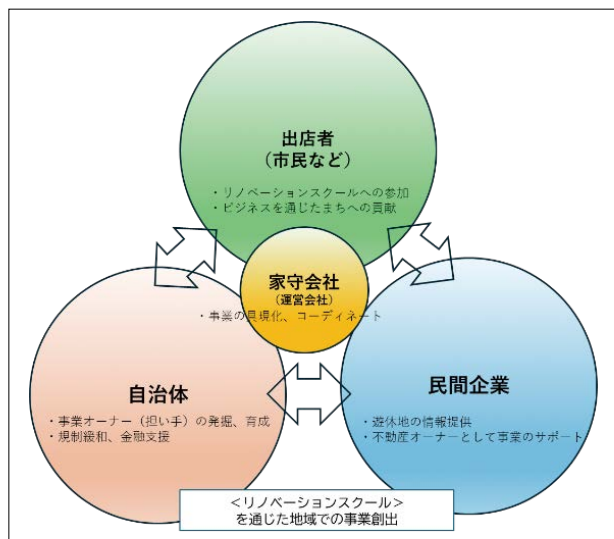 出店者
(市民など)
・リノベーションスクールへの参加
・ビジネスを通じたまちへの貢献
家守会社
(運営会社)
・事業の具現化、コーディネート
自治体
・事業オーナー(担い手)の発掘、育成
・規制緩和、金融支援
民間企業
・遊休地の情報提供
・不動産オーナーとして事業のサポート
<リノベーションスクール>
を通じた地域での事業創出